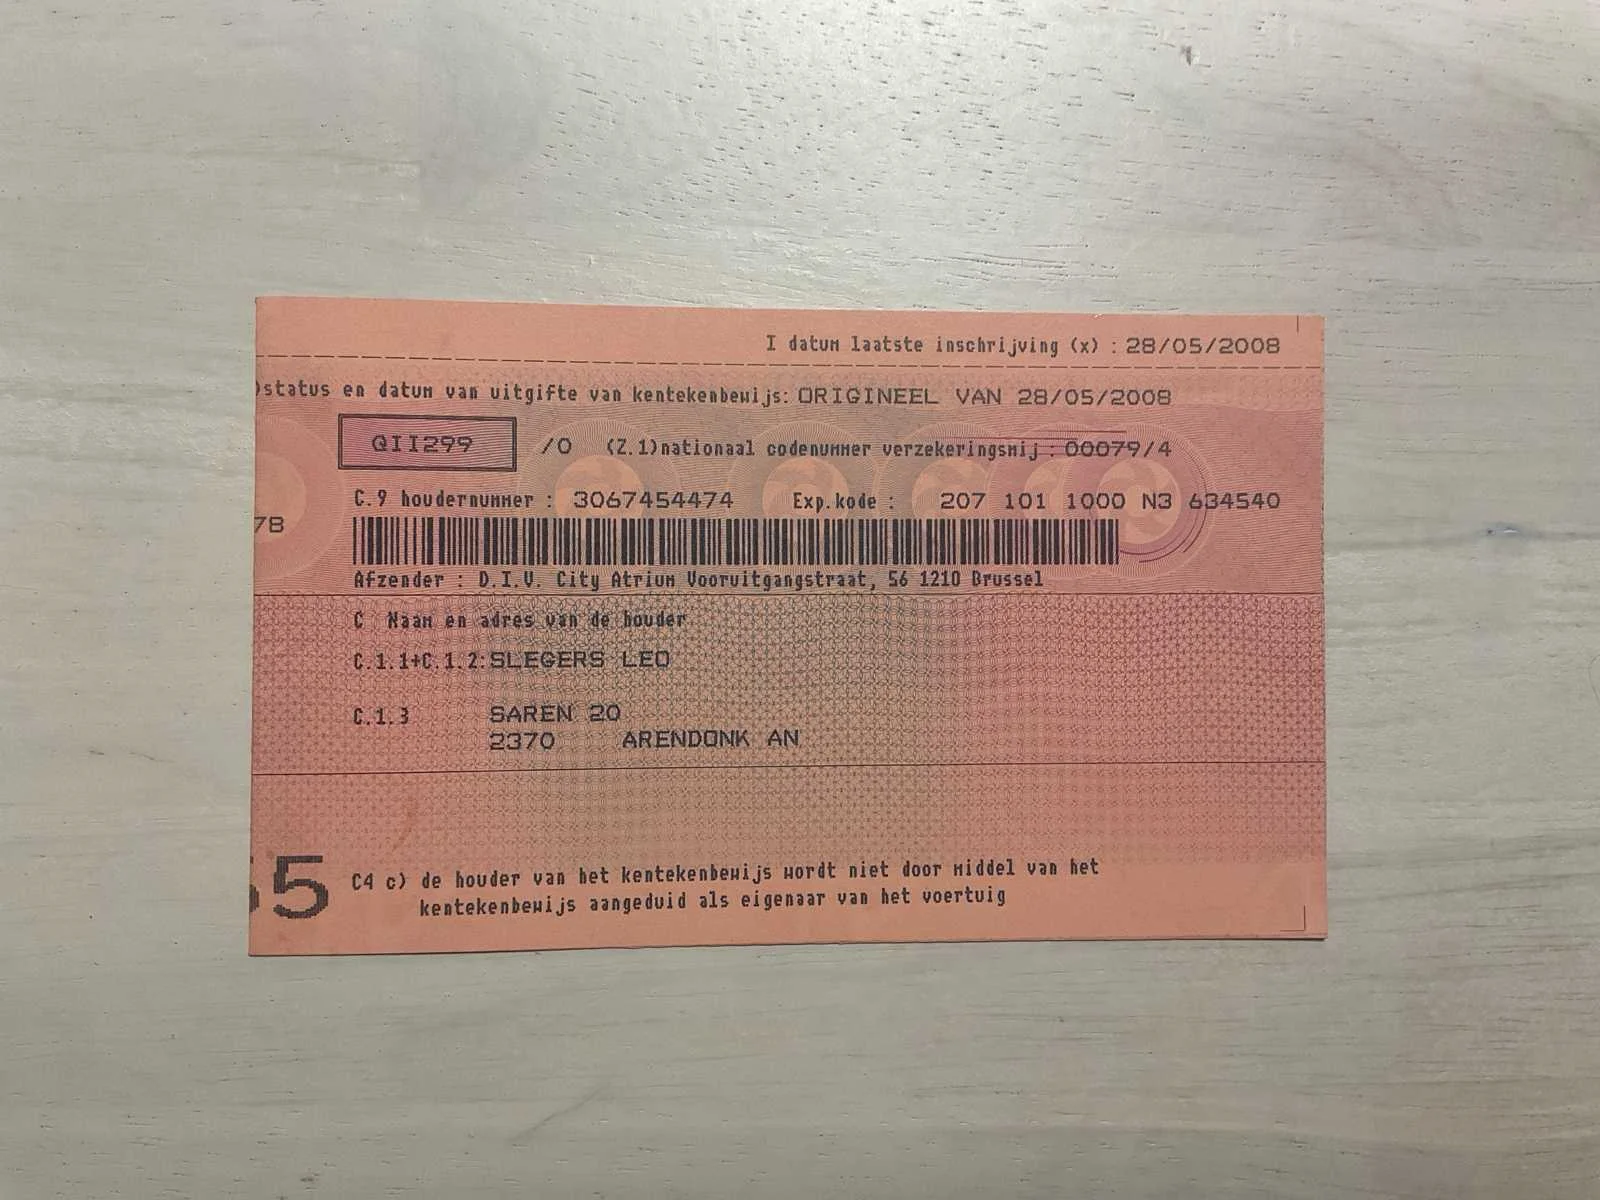 I datum laatste inschrijving (x) : 28/05/2008
)status en datum van uitgifte van kentekenbewijs: ORIGINEEL VAN 28/05/2008
QII299 /0 (Z.1)nationaal codenummer verzekeringsmij : 00079/4
C.9 houdernummer : 3067454474 Exp.kode : 207 101 1000 N3 634540
78
Afzender : D.I.V. City Atrium Vooruitgangstraat, 56 1210 Brussel
C Naam en adres van de houder
C.1.1+C.1.2:SLEGERS LEO
C.1.3 SAREN 20
2370 ARENDONK AN
55 C4 c) de houder van het kentekenbewijs wordt niet door middel van het
kentekenbewijs aangeduid als eigenaar van het voertuig